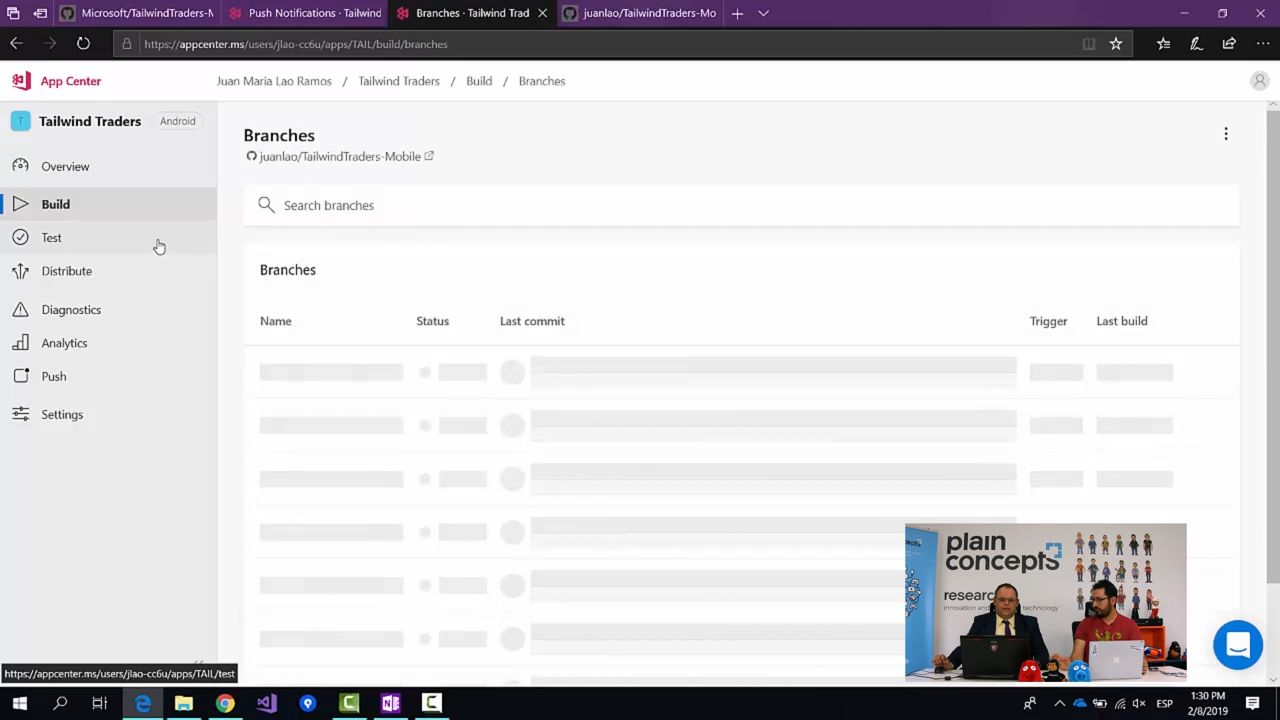 Microsoft/TailwindTraders-M
Push Notifications · Tailwind
Branches - Tailwind Trad
juanlao/TailwindTraders-Mo
https://appcenter.ms/users/jlao-cc6u/apps/TAIL/build/branches
App Center
Juan Maria Lao Ramos / Tailwind Traders / Build / Branches
T Tailwind Traders Android
Overview
Build
Test
Distribute
Diagnostics
Analytics
Push
Settings
Branches
juanlao/TailwindTraders-Mobile
Search branches
Branches
Name Status Last commit Trigger Last build
plain
concepts
research
https://appcenter.ms/users/jlao-cc6u/apps/TAIL/test
ESP
1:30 PM
2/8/2019